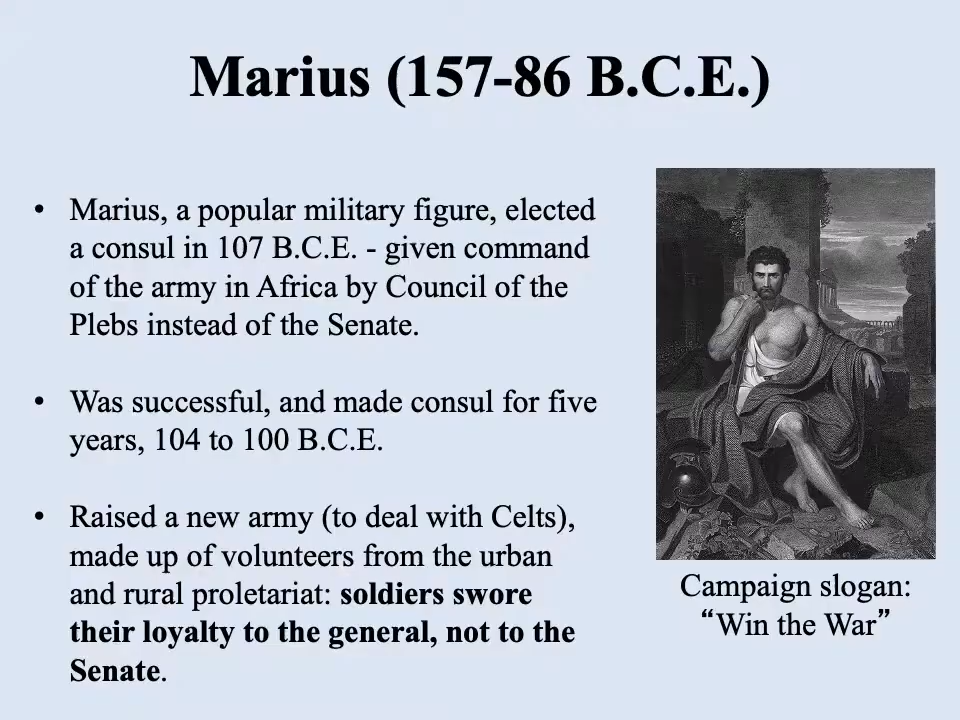 Marius (157-86 B.C.E.)
• Marius, a popular military figure, elected
a consul in 107 B.C.E. - given command
of the army in Africa by Council of the
Plebs instead of the Senate.
• Was successful, and made consul for five
years, 104 to 100 B.C.E.
• Raised a new army (to deal with Celts),
made up of volunteers from the urban
and rural proletariat: soldiers swore
their loyalty to the general, not to the
Senate.
Campaign slogan:
“Win the War”